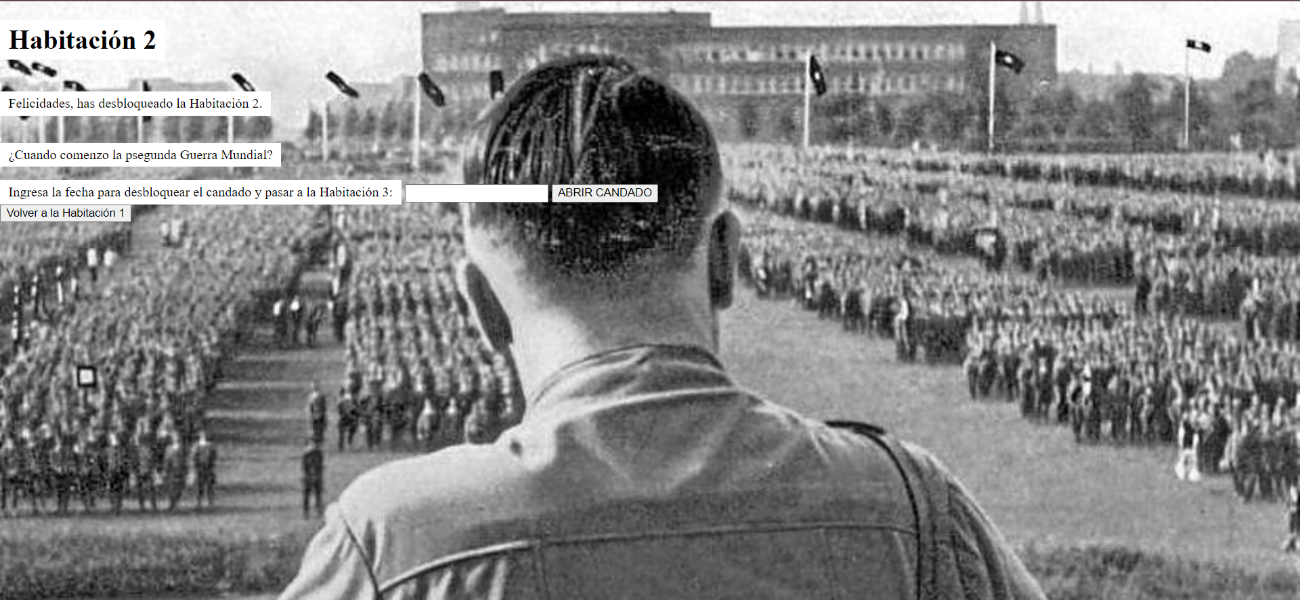 Habitación 2
Felicidades, has desbloqueado la Habitación 2.
¿Cuando comenzo la psegunda Guerra Mundial?
Ingresa la fecha para desbloquear el candado y pasar a la Habitación 3: ABRIR CANDADO
Volver a la Habitación 1